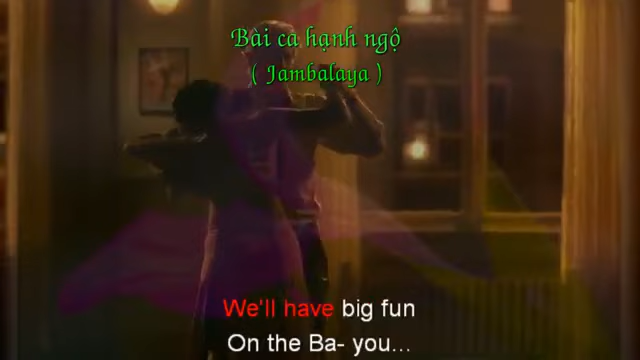 Bài ca hạnh ngộ
( Jambalaya )
We'll have big fun
On the Ba- you...